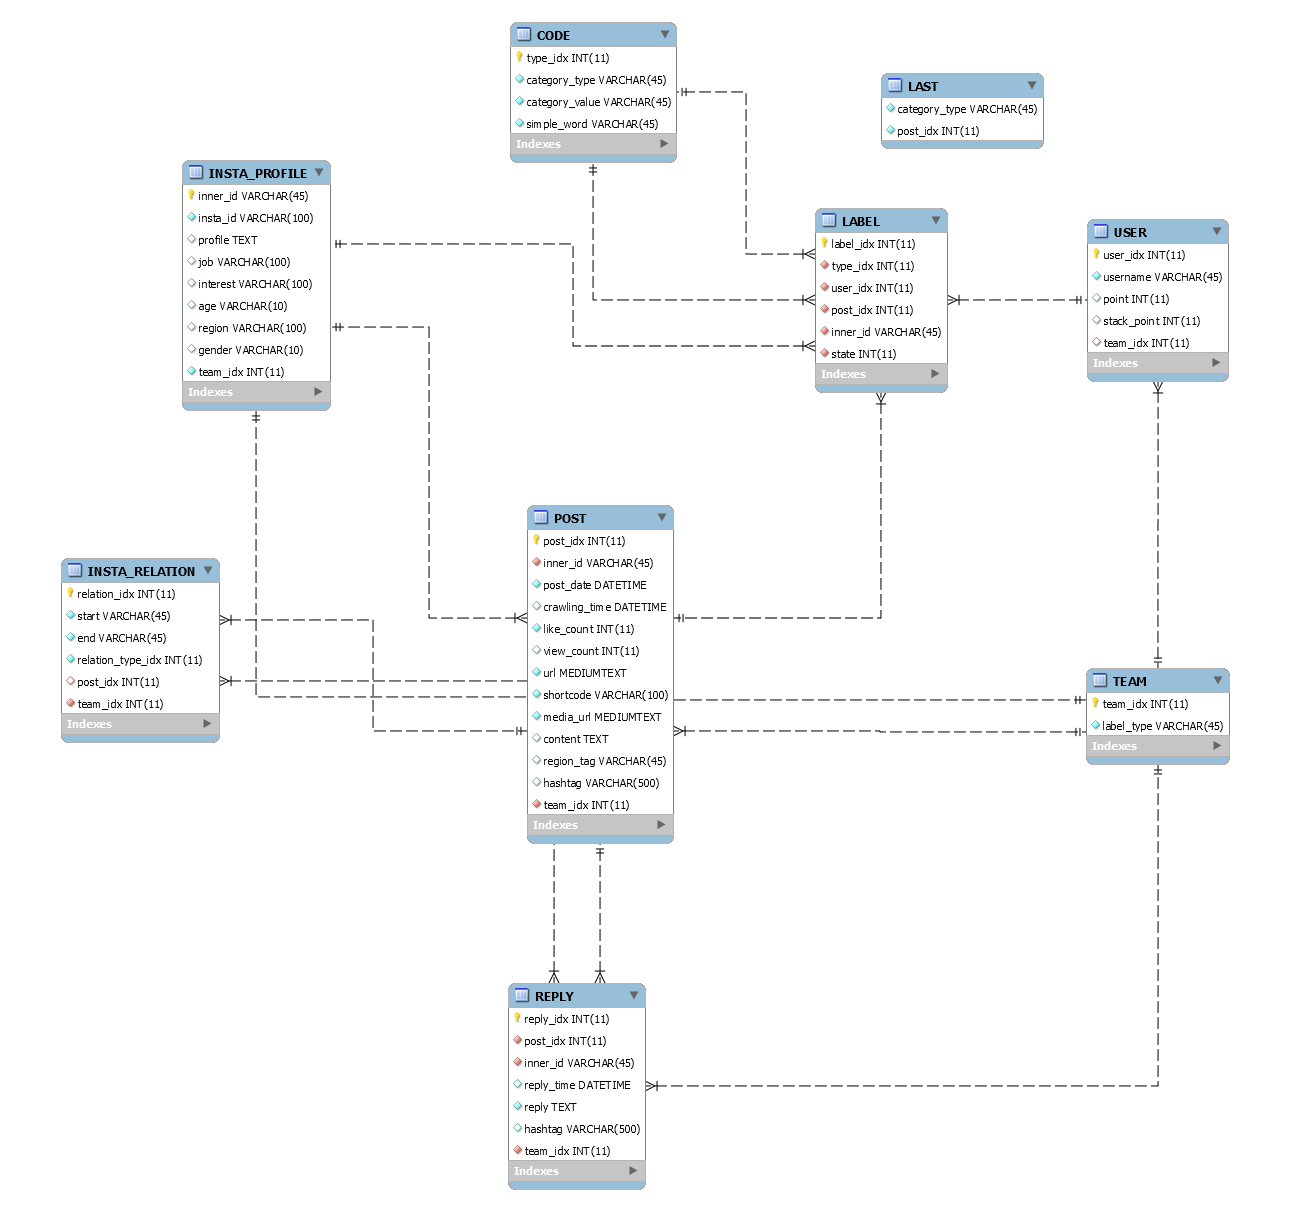 CODE
type_idx INT(11)
category_type VARCHAR(45)
category_value VARCHAR(45)
simple_word VARCHAR(45)
Indexes
LAST
category_type VARCHAR(45)
post_idx INT(11)
INSTA_PROFILE
inner_id VARCHAR(45)
insta_id VARCHAR(100)
profile TEXT
job VARCHAR(100)
interest VARCHAR(100)
age VARCHAR(10)
region VARCHAR(100)
gender VARCHAR(10)
team_idx INT(11)
Indexes
LABEL
label_idx INT(11)
type_idx INT(11)
user_idx INT(11)
post_idx INT(11)
inner_id VARCHAR(45)
state INT(11)
Indexes
USER
user_idx INT(11)
username VARCHAR(45)
point INT(11)
stack_point INT(11)
team_idx INT(11)
Indexes
POST
post_idx INT(11)
inner_id VARCHAR(45)
post_date DATETIME
crawling_time DATETIME
like_count INT(11)
view_count INT(11)
url MEDIUMTEXT
shortcode VARCHAR(100)
media_url MEDIUMTEXT
content TEXT
region_tag VARCHAR(45)
hashtag VARCHAR(500)
team_idx INT(11)
Indexes
INSTA_RELATION
relation_idx INT(11)
start VARCHAR(45)
end VARCHAR(45)
relation_type_idx INT(11)
post_idx INT(11)
team_idx INT(11)
Indexes
TEAM
team_idx INT(11)
label_type VARCHAR(45)
Indexes
REPLY
reply_idx INT(11)
post_idx INT(11)
inner_id VARCHAR(45)
reply_time DATETIME
reply TEXT
hashtag VARCHAR(500)
team_idx INT(11)
Indexes